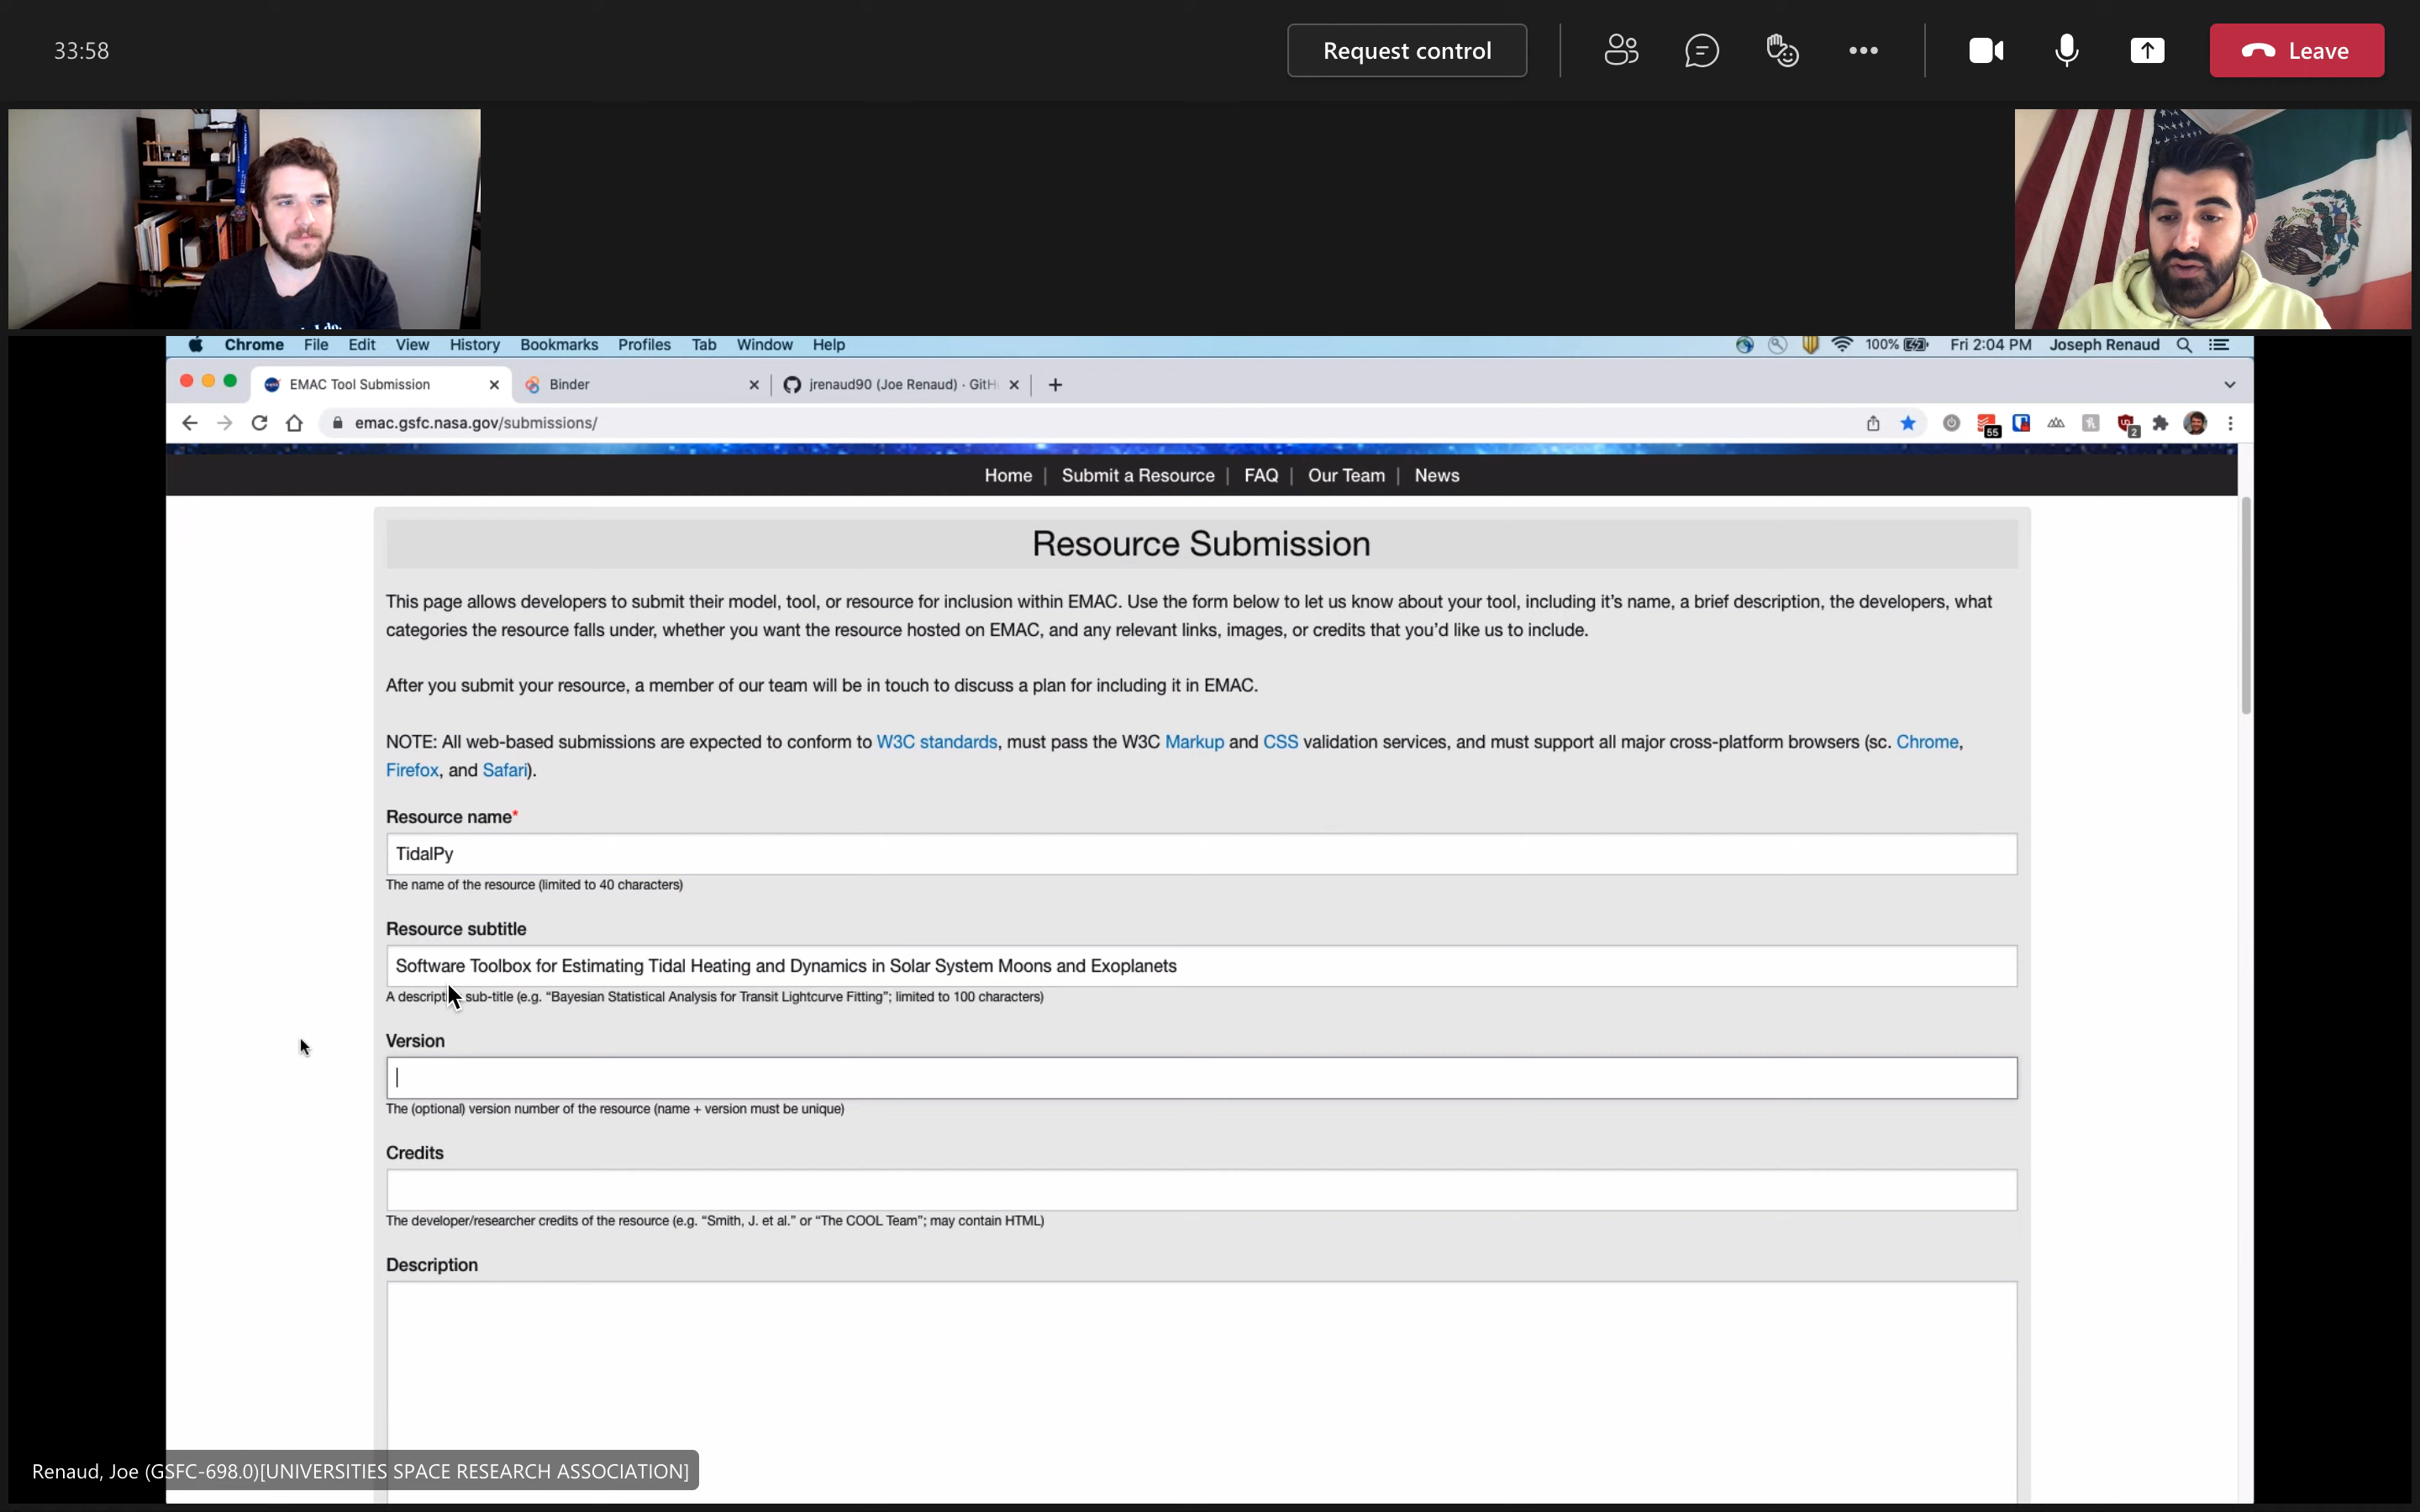 33:58
Request control
Leave
Chrome File Edit View History Bookmarks Profiles Tab Window Help
100% Fri 2:04 PM Joseph Renaud
EMAC Tool Submission
Binder
jrenaud90 (Joe Renaud) · GitH
emac.gsfc.nasa.gov/submissions/
55
2
Home | Submit a Resource | FAQ | Our Team | News
Resource Submission
This page allows developers to submit their model, tool, or resource for inclusion within EMAC. Use the form below to let us know about your tool, including it's name, a brief description, the developers, what
categories the resource falls under, whether you want the resource hosted on EMAC, and any relevant links, images, or credits that you'd like us to include.
After you submit your resource, a member of our team will be in touch to discuss a plan for including it in EMAC.
NOTE: All web-based submissions are expected to conform to W3C standards, must pass the W3C Markup and CSS validation services, and must support all major cross-platform browsers (sc. Chrome,
Firefox, and Safari).
Resource name*
TidalPy
The name of the resource (limited to 40 characters)
Resource subtitle
Software Toolbox for Estimating Tidal Heating and Dynamics in Solar System Moons and Exoplanets
A descripti sub-title (e.g. “Bayesian Statistical Analysis for Transit Lightcurve Fitting”; limited to 100 characters)
Version
The (optional) version number of the resource (name + version must be unique)
Credits
The developer/researcher credits of the resource (e.g. “Smith, J. et al.” or “The COOL Team”; may contain HTML)
Description
Renaud, Joe (GSFC-698.0)[UNIVERSITIES SPACE RESEARCH ASSOCIATION]